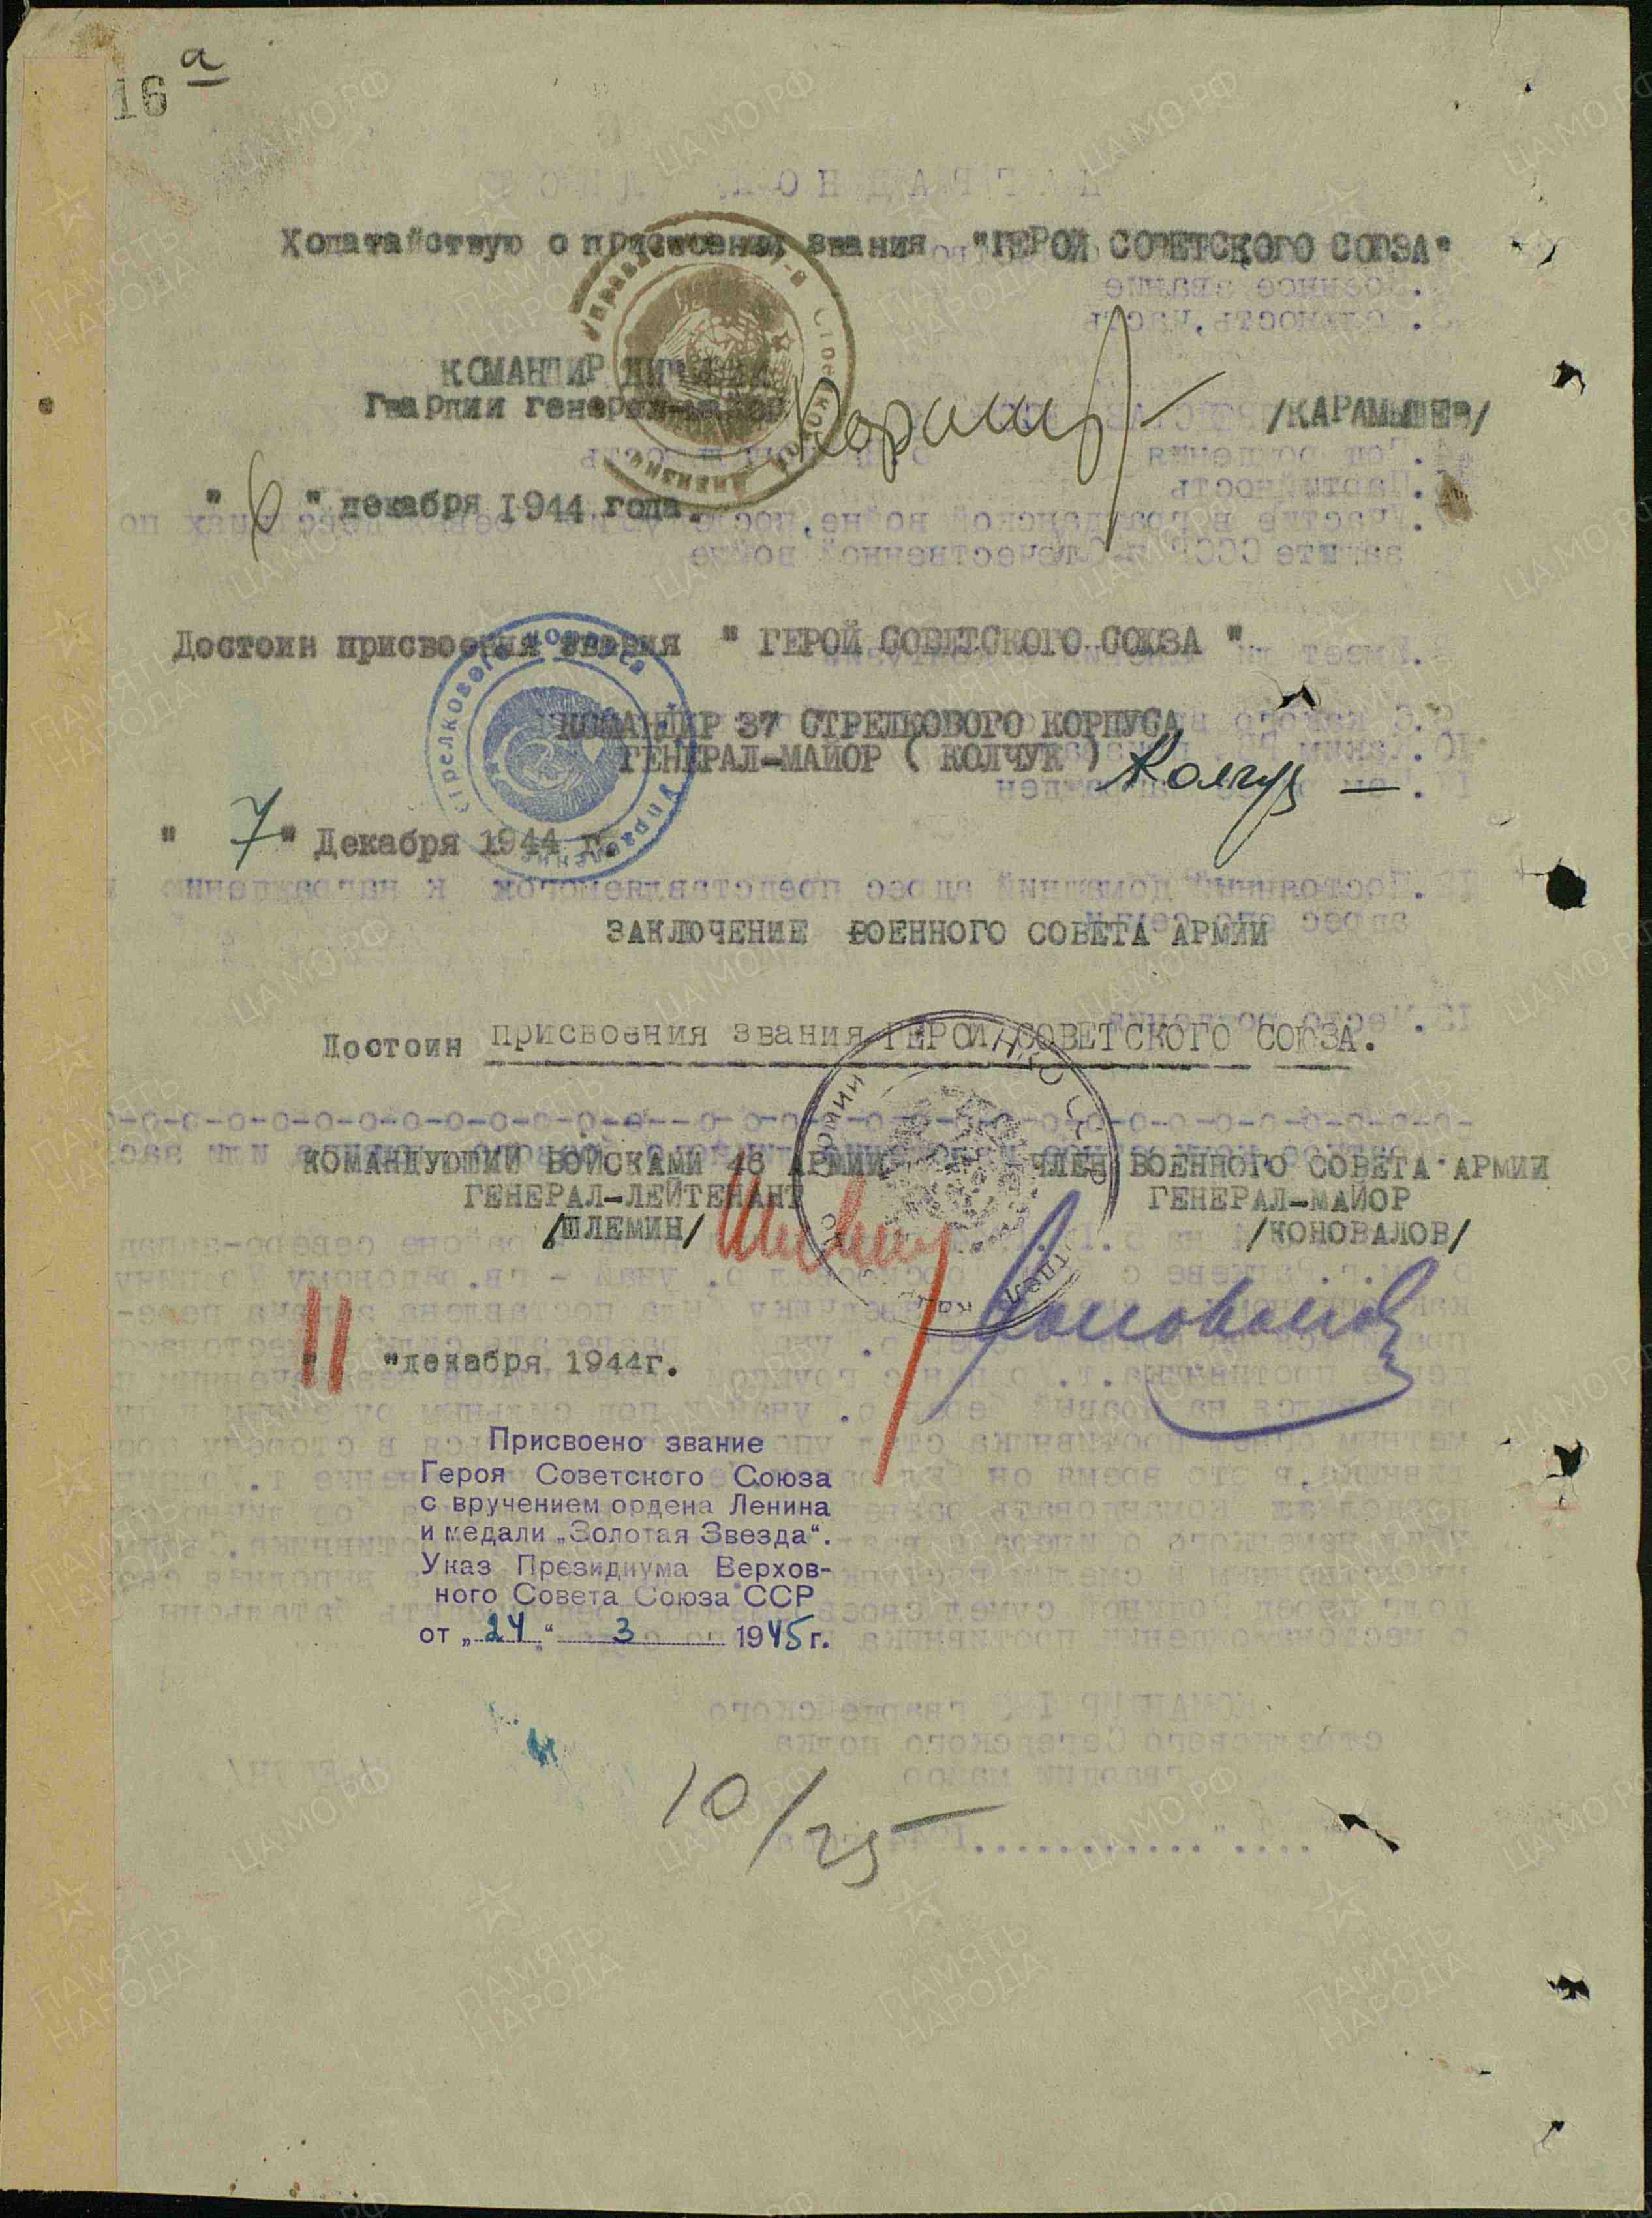 16 а
Ходатайствую о присвоении звания "ГЕРОЙ СОВЕТСКОГО СОЮЗА"
КОМАНДИР ДИВИЗИИ
Гвардии генерал-майор /КАРАМЫШЕВ/
" 6 " декабря 1944 года.
Достоин присвоения звания " ГЕРОЙ СОВЕТСКОГО СОЮЗА ".
КОМАНДИР 37 СТРЕЛКОВОГО КОРПУСА
ГЕНЕРАЛ-МАЙОР ( КОЛЧУК ) Колчук
" 7 " Декабря 1944 г.
ЗАКЛЮЧЕНИЕ ВОЕННОГО СОВЕТА АРМИИ
Достоин присвоения звания ГЕРОЙ СОВЕТСКОГО СОЮЗА.
КОМАНДУЮЩИЙ ВОЙСКАМИ 46 АРМИИ ЧЛЕН ВОЕННОГО СОВЕТА АРМИИ
ГЕНЕРАЛ-ЛЕЙТЕНАНТ ГЕНЕРАЛ-МАЙОР
/ШЛЕМИН/ /КОНОВАЛОВ/
Коновалов
" 11 "декабря 1944г.
Присвоено звание
Героя Советского Союза
с вручением ордена Ленина
и медали „Золотая Звезда“.
Указ Президиума Верхов-
ного Совета Союза ССР
от „24“ 3 1945 г.
10/25